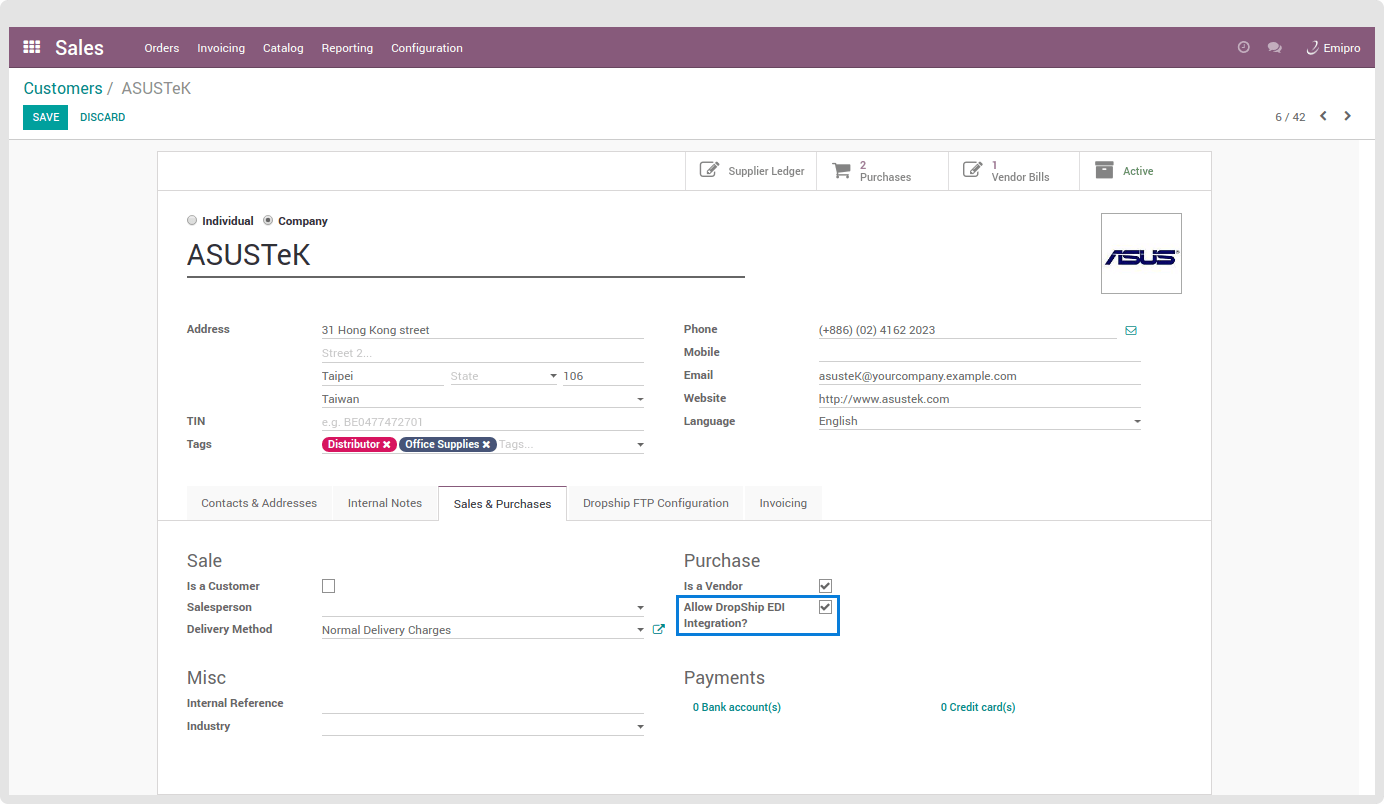 Sales Orders Invoicing Catalog Reporting Configuration Emipro
Customers / ASUSTeK
SAVE DISCARD 6 / 42
Supplier Ledger 2 Purchases 1 Vendor Bills Active
Individual Company
ASUSTeK
ASUS®
Address 31 Hong Kong street Phone (+886) (02) 4162 2023
Street 2... Mobile
Taipei State 106 Email asusteK@yourcompany.example.com
Taiwan Website http://www.asustek.com
TIN e.g. BE0477472701 Language English
Tags Distributor Office Supplies Tags...
Contacts & Addresses Internal Notes Sales & Purchases Dropship FTP Configuration Invoicing
Sale Purchase
Is a Customer Is a Vendor
Salesperson Allow DropShip EDI
Integration?
Delivery Method Normal Delivery Charges
Misc Payments
Internal Reference 0 Bank account(s) 0 Credit card(s)
Industry